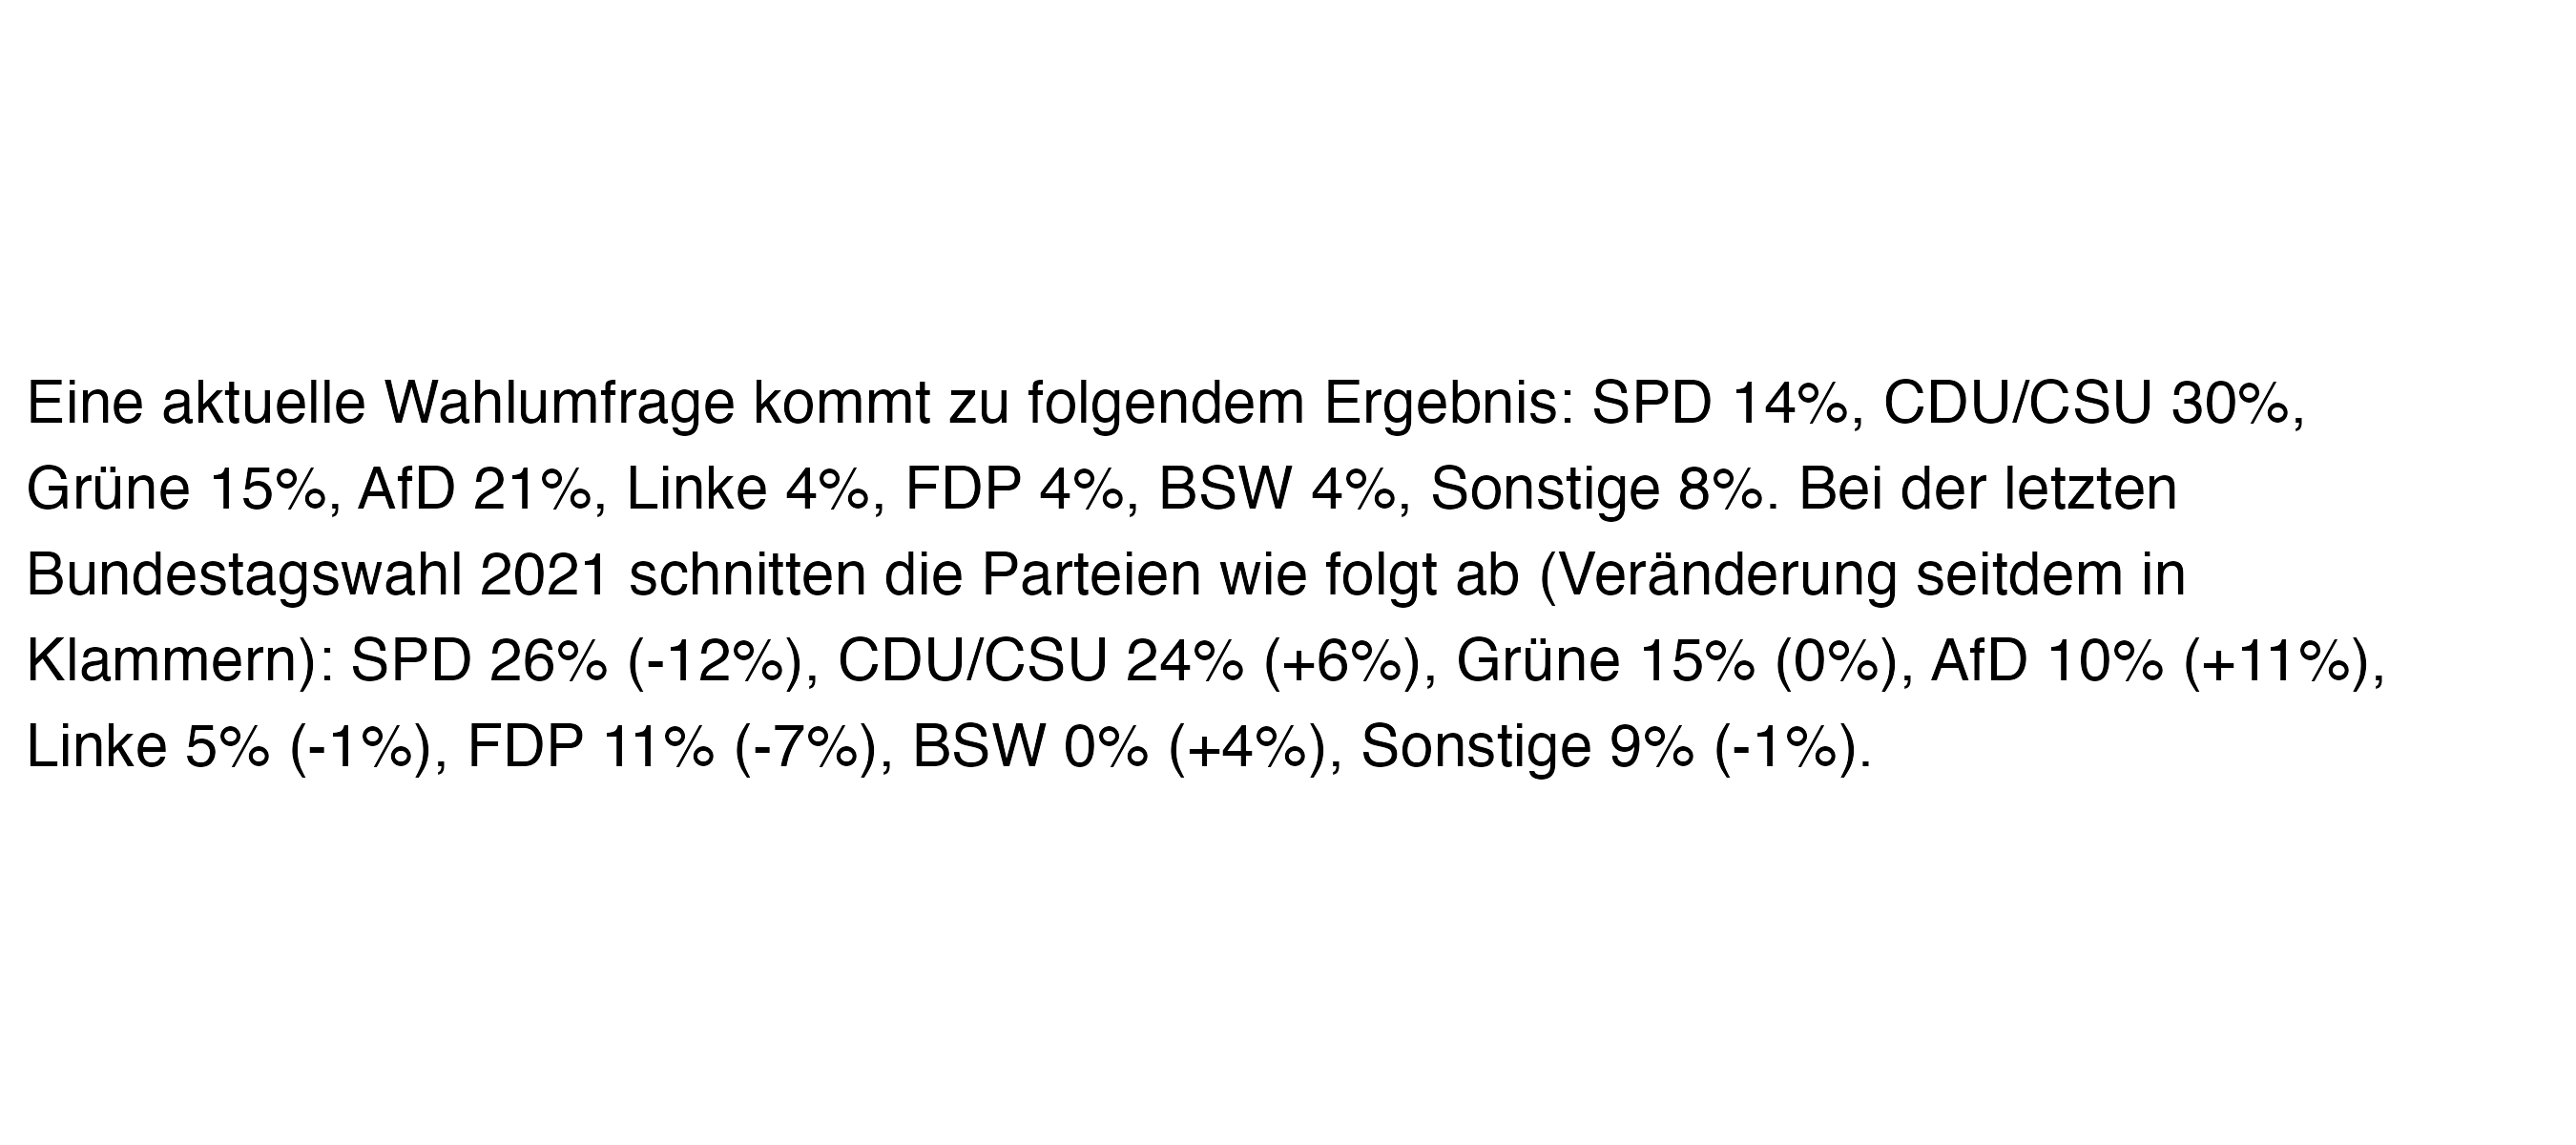 Eine aktuelle Wahlumfrage kommt zu folgendem Ergebnis: SPD 14%, CDU/CSU 30%,
Grüne 15%, AfD 21%, Linke 4%, FDP 4%, BSW 4%, Sonstige 8%. Bei der letzten
Bundestagswahl 2021 schnitten die Parteien wie folgt ab (Veränderung seitdem in
Klammern): SPD 26% (-12%), CDU/CSU 24% (+6%), Grüne 15% (0%), AfD 10% (+11%),
Linke 5% (-1%), FDP 11% (-7%), BSW 0% (+4%), Sonstige 9% (-1%).